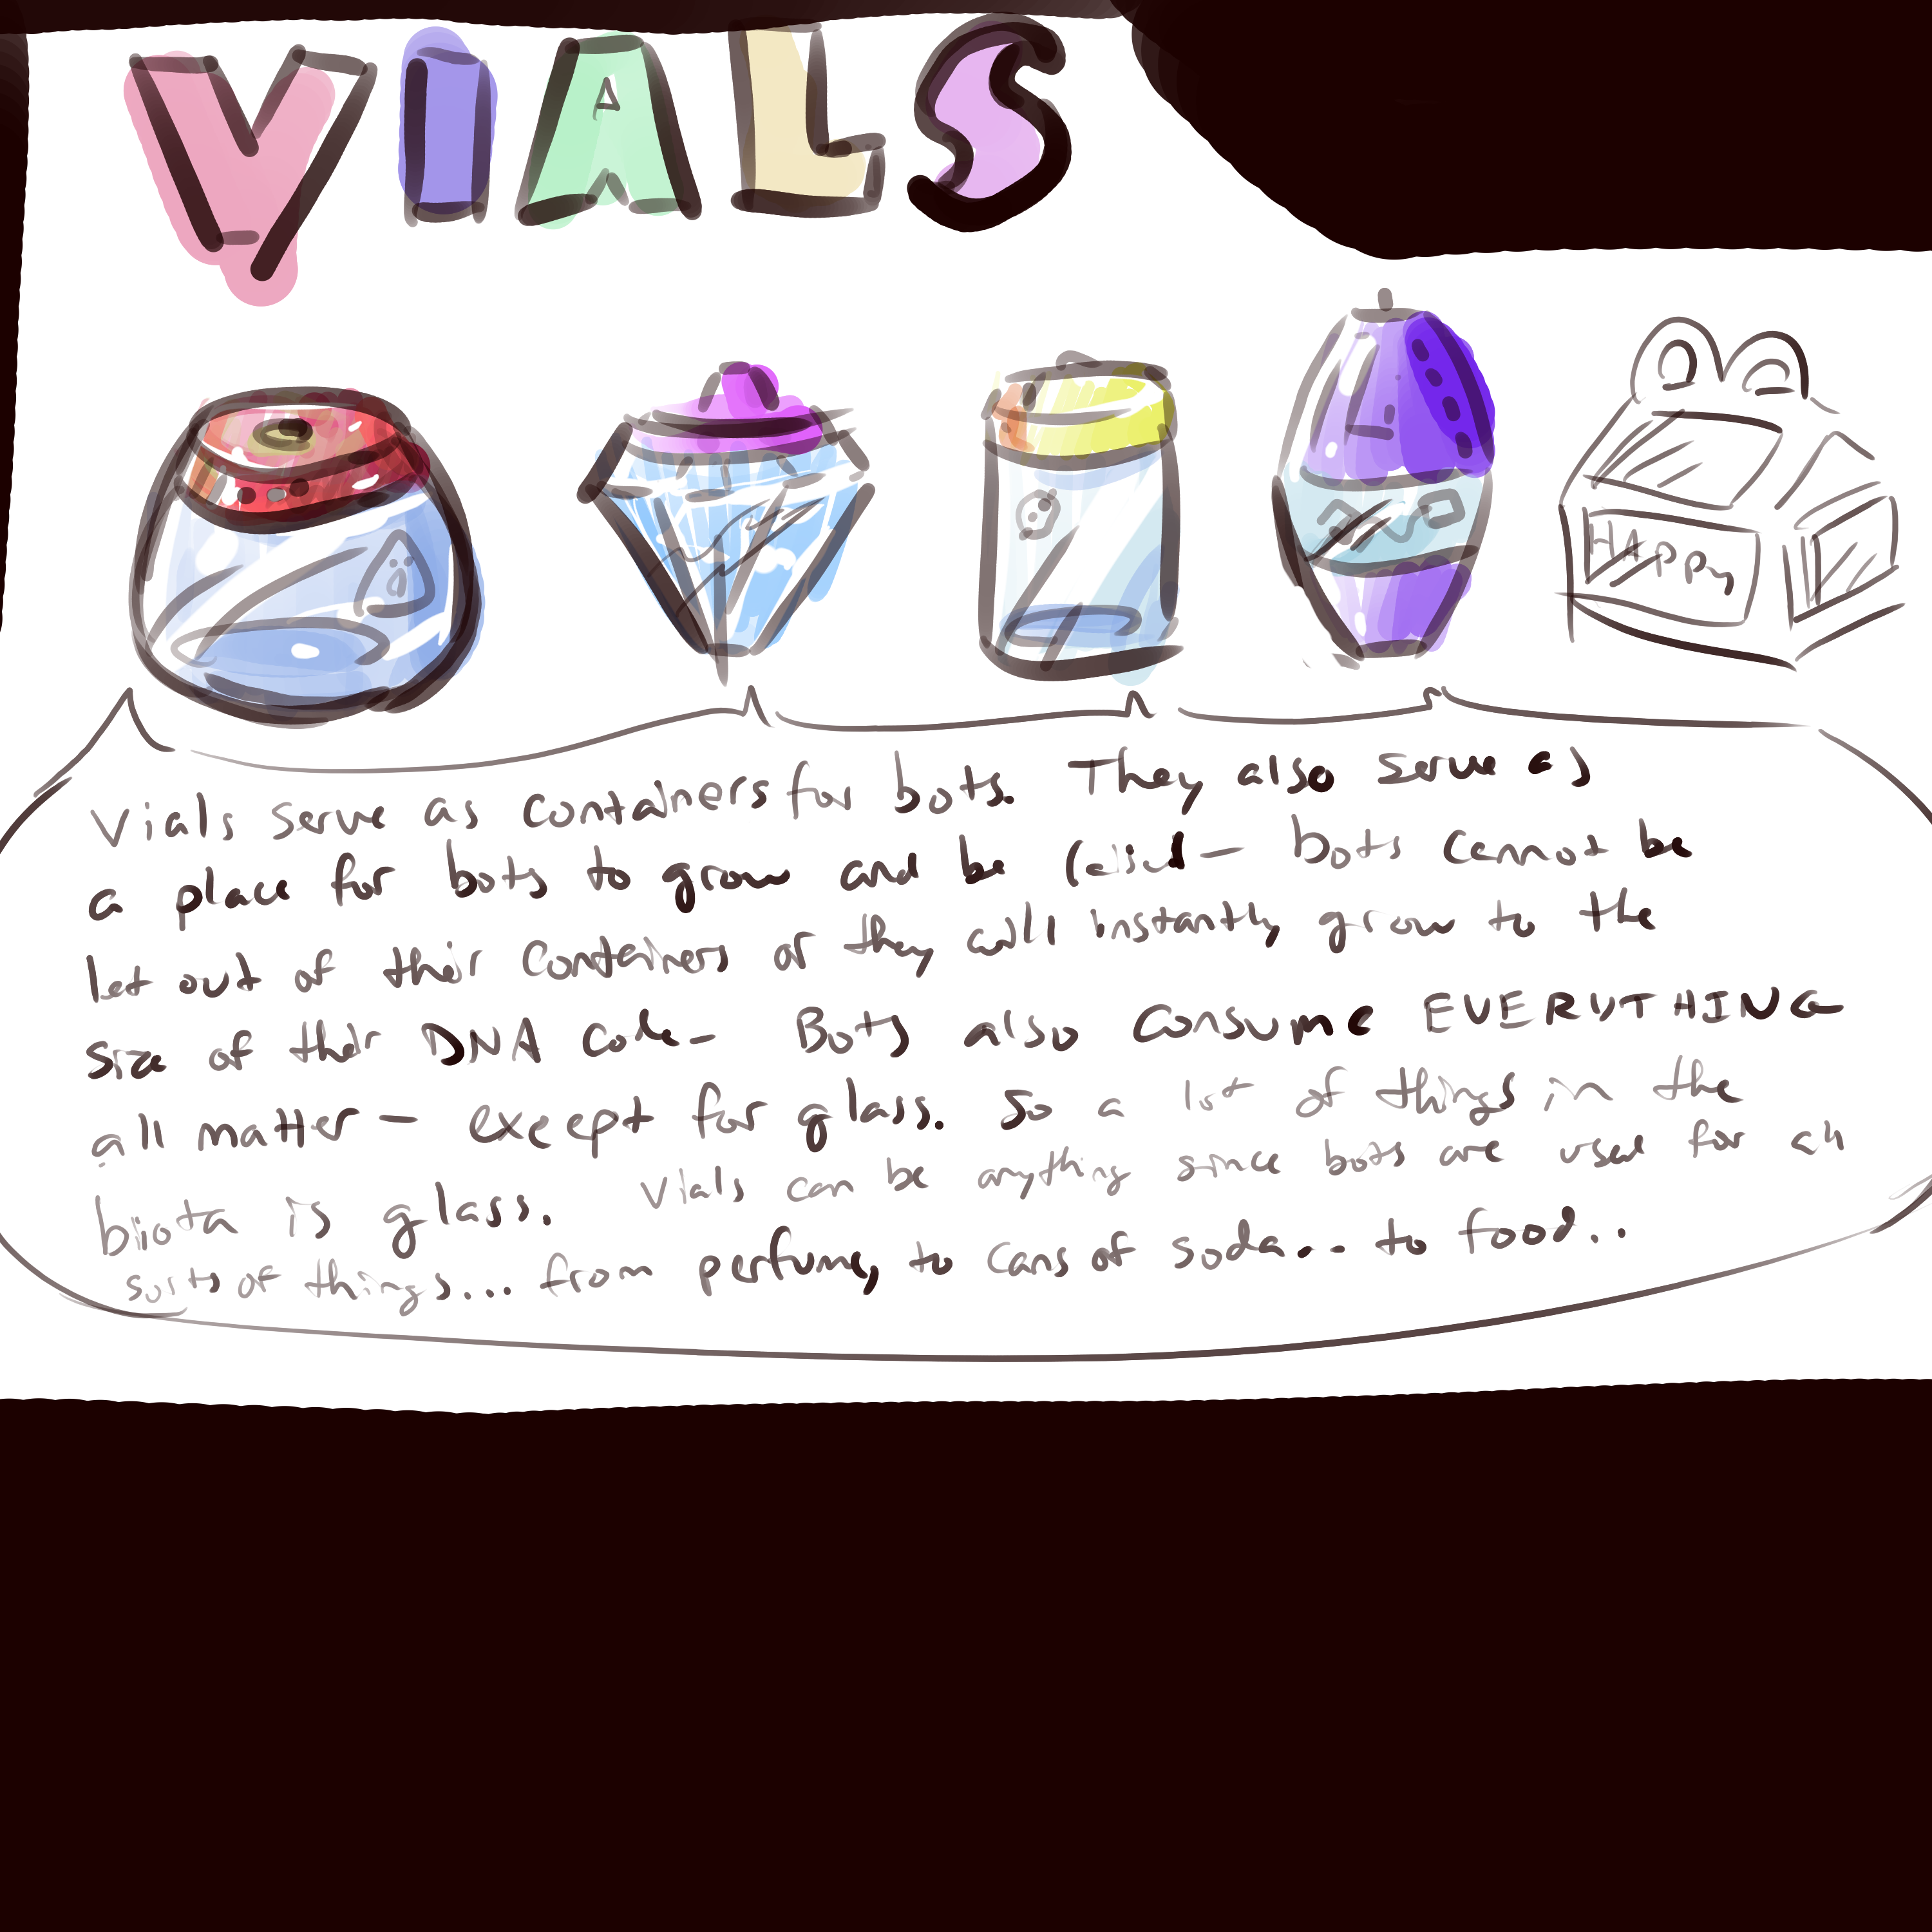 VIALS
HAppy
Vials serve as containers for bots. They also serve as
a place for bots to grow and be raised - bots cannot be
let out of their containers or they will instantly grow to the
size of their DNA code - Bots also consume EVERYTHING
all matter - except for glass. So a lot of things in the
biota is glass. Vials can be anything since bots are used for all
sorts of things... from perfume, to cans of soda... to food...